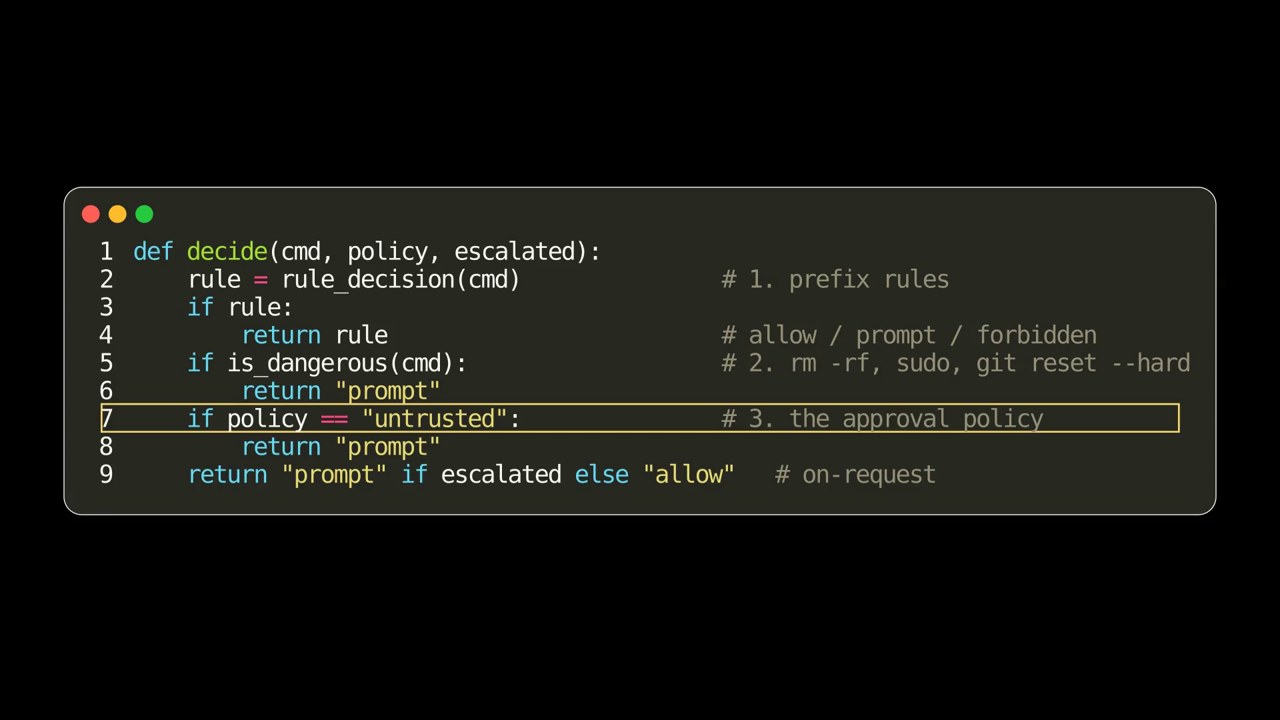 1 def decide(cmd, policy, escalated):
2     rule = rule_decision(cmd)               # 1. prefix rules
3     if rule:
4         return rule                         # allow / prompt / forbidden
5     if is_dangerous(cmd):                   # 2. rm -rf, sudo, git reset --hard
6         return "prompt"
7     if policy == "untrusted":               # 3. the approval policy
8         return "prompt"
9     return "prompt" if escalated else "allow"   # on-request